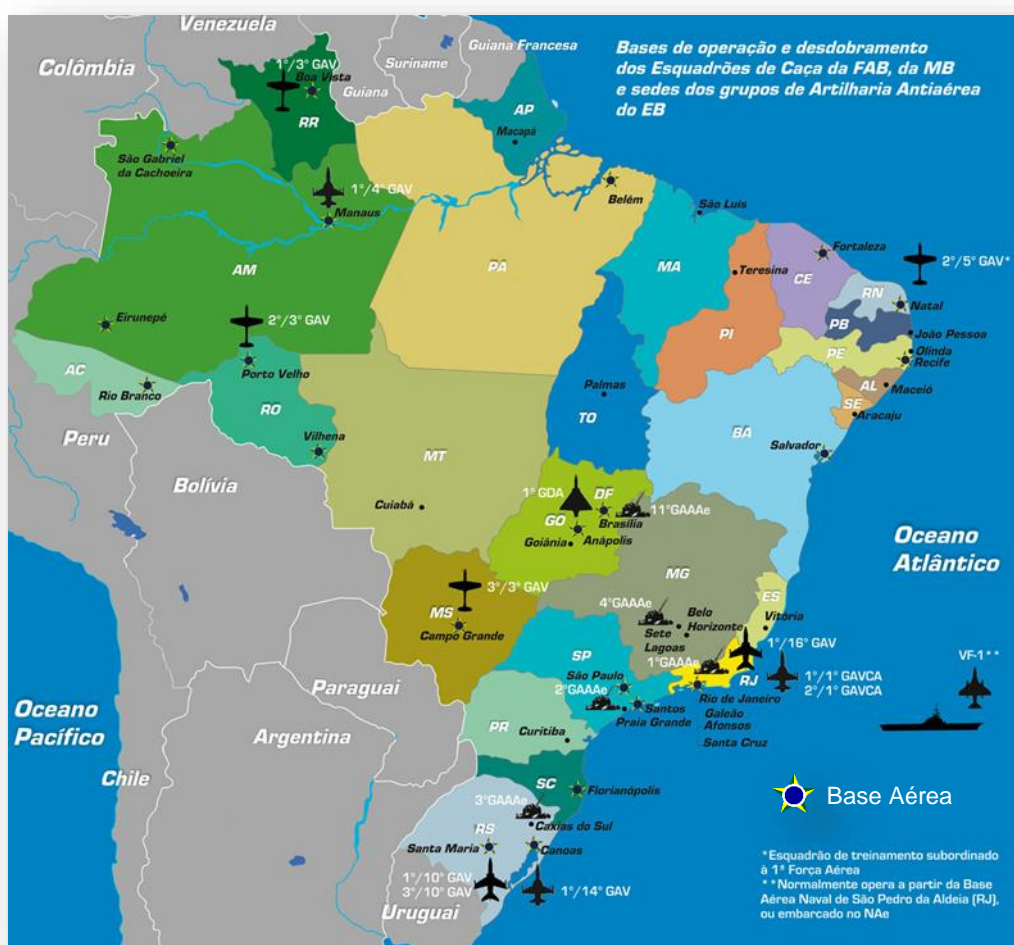 Venezuela
Guiana Francesa
Suriname
Colômbia
Guiana
Bases de operação e desdobramento
dos Esquadrões de Caça da FAB, da MB
e sedes dos grupos de Artilharia Antiaérea
do EB
1°/3° GAV
Boa Vista
RR
AP
Macapá
São Gabriel
da Cachoeira
1°/4° GAV
Manaus
Belém
São Luís
AM
PA
MA
Teresina
CE
Fortaleza
2°/5° GAV*
RN
Natal
Eirunepé
2°/3° GAV
PI
PB
João Pessoa
PE
Olinda
Recife
AC
Rio Branco
Porto Velho
RO
Palmas
TO
AL
Maceió
SE
Aracaju
Peru
Vilhena
BA
Salvador
Bolívia
MT
Cuiabá
1° GDA
DF
Brasília
11°GAAAe
GO
Goiânia
Anápolis
Oceano
Atlântico
MG
ES
3°/3° GAV
MS
Campo Grande
4°GAAAe
Belo
Horizonte
Sete
Lagoas
Vitória
1°/16° GAV
1°GAAAe
SP
São Paulo
2°GAAAe
RJ
1°/1° GAVCA
2°/1° GAVCA
VF-1**
Paraguai
Santos
Praia Grande
Rio de Janeiro
Galeão
Afonsos
Santa Cruz
Oceano
Pacífico
Argentina
PR
Curitiba
Chile
SC
Florianópolis
Base Aérea
3°GAAAe
Caxias do Sul
RS
Santa Maria
Canoas
1°/10° GAV
3°/10° GAV
1°/14° GAV
Uruguai
*Esquadrão de treinamento subordinado
à 1ª Força Aérea
**Normalmente opera a partir da Base
Aérea Naval de São Pedro da Aldeia (RJ),
ou embarcado no NAe